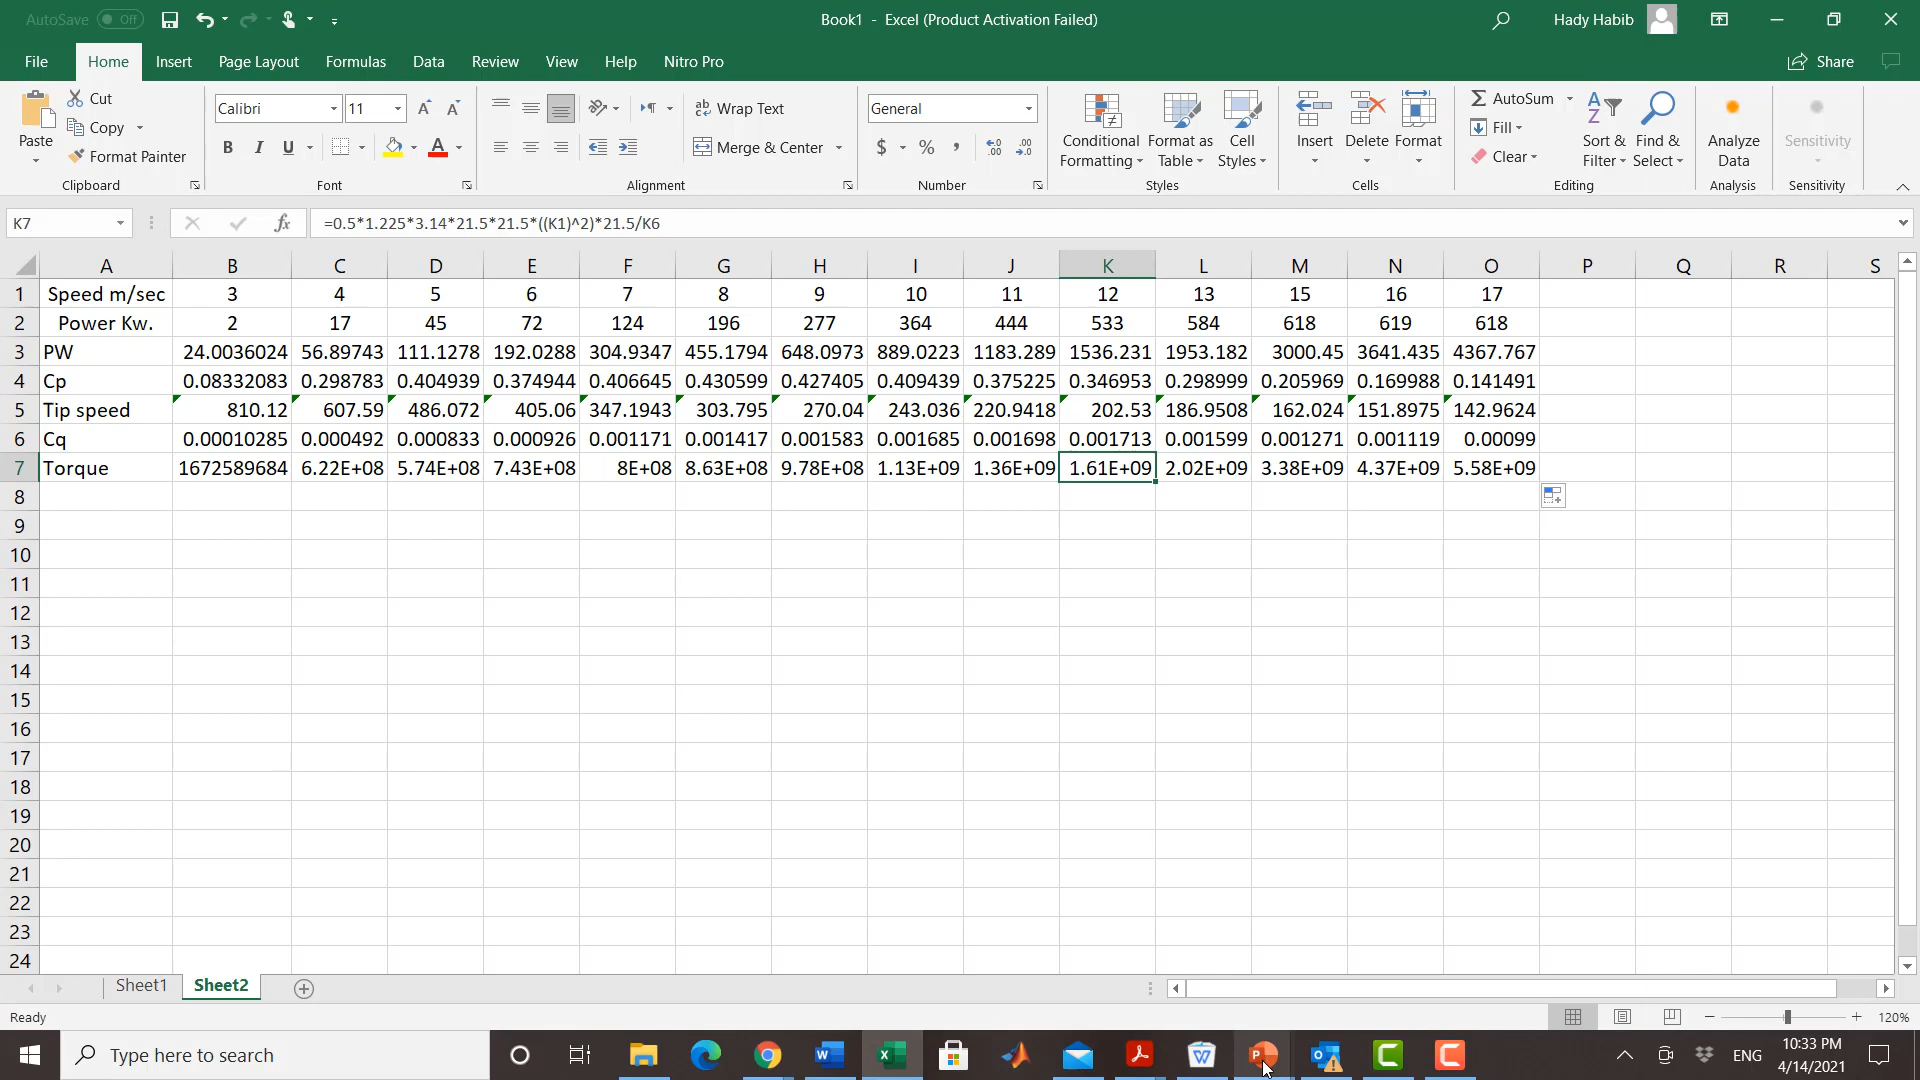 AutoSave Off
Book1 - Excel (Product Activation Failed)
Hady Habib
File Home Insert Page Layout Formulas Data Review View Help Nitro Pro Share
Paste
Cut
Copy
Format Painter
Clipboard
Calibri 11
B I U A
Font
ab Wrap Text
Merge & Center
Alignment
General
$ % ,
Number
Conditional Formatting
Format as Table
Cell Styles
Styles
Insert Delete Format
Cells
AutoSum
Fill
Clear
Sort & Filter
Find & Select
Editing
Analyze Data
Analysis
Sensitivity
Sensitivity
K7 fx =0.5*1.225*3.14*21.5*21.5*((K1)^2)*21.5/K6
A B C D E F G H I J K L M N O P Q R S
1 Speed m/sec 3 4 5 6 7 8 9 10 11 12 13 15 16 17
2 Power Kw. 2 17 45 72 124 196 277 364 444 533 584 618 619 618
3 PW 24.0036024 56.89743 111.1278 192.0288 304.9347 455.1794 648.0973 889.0223 1183.289 1536.231 1953.182 3000.45 3641.435 4367.767
4 Cp 0.08332083 0.298783 0.404939 0.374944 0.406645 0.430599 0.427405 0.409439 0.375225 0.346953 0.298999 0.205969 0.169988 0.141491
5 Tip speed 810.12 607.59 486.072 405.06 347.1943 303.795 270.04 243.036 220.9418 202.53 186.9508 162.024 151.8975 142.9624
6 Cq 0.00010285 0.000492 0.000833 0.000926 0.001171 0.001417 0.001583 0.001685 0.001698 0.001713 0.001599 0.001271 0.001119 0.00099
7 Torque 1672589684 6.22E+08 5.74E+08 7.43E+08 8E+08 8.63E+08 9.78E+08 1.13E+09 1.36E+09 1.61E+09 2.02E+09 3.38E+09 4.37E+09 5.58E+09
8
9
10
11
12
13
14
15
16
17
18
19
20
21
22
23
24
Sheet1 Sheet2
Ready
120%
Type here to search
ENG
10:33 PM
4/14/2021